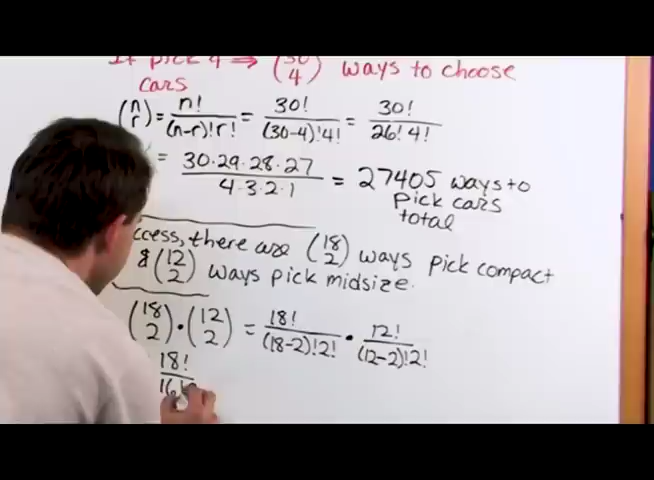 If pick 4 ⇒ (30 4) ways to choose
cars
(n r) = n!/(n-r)!r! = 30!/(30-4)!4! = 30!/26!4!
= 30·29·28·27/4·3·2·1 = 27405 ways to
pick cars
total
ccess, there are (18 2) ways pick compact
& (12 2) ways pick midsize.
(18 2)·(12 2) = 18!/(18-2)!2! · 12!/(12-2)!2!
18!/16!